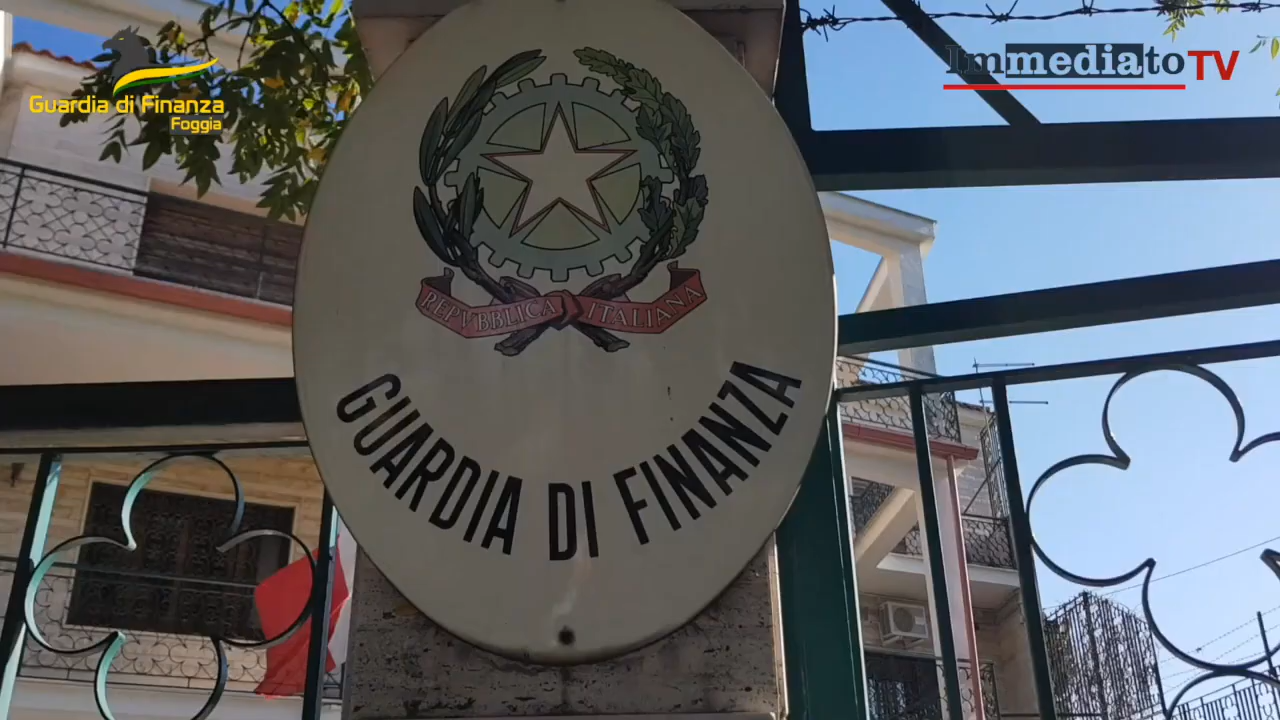 Guardia di Finanza
Foggia
ImmediatoTV
REPVBBLICA ITALIANA
GUARDIA DI FINANZA